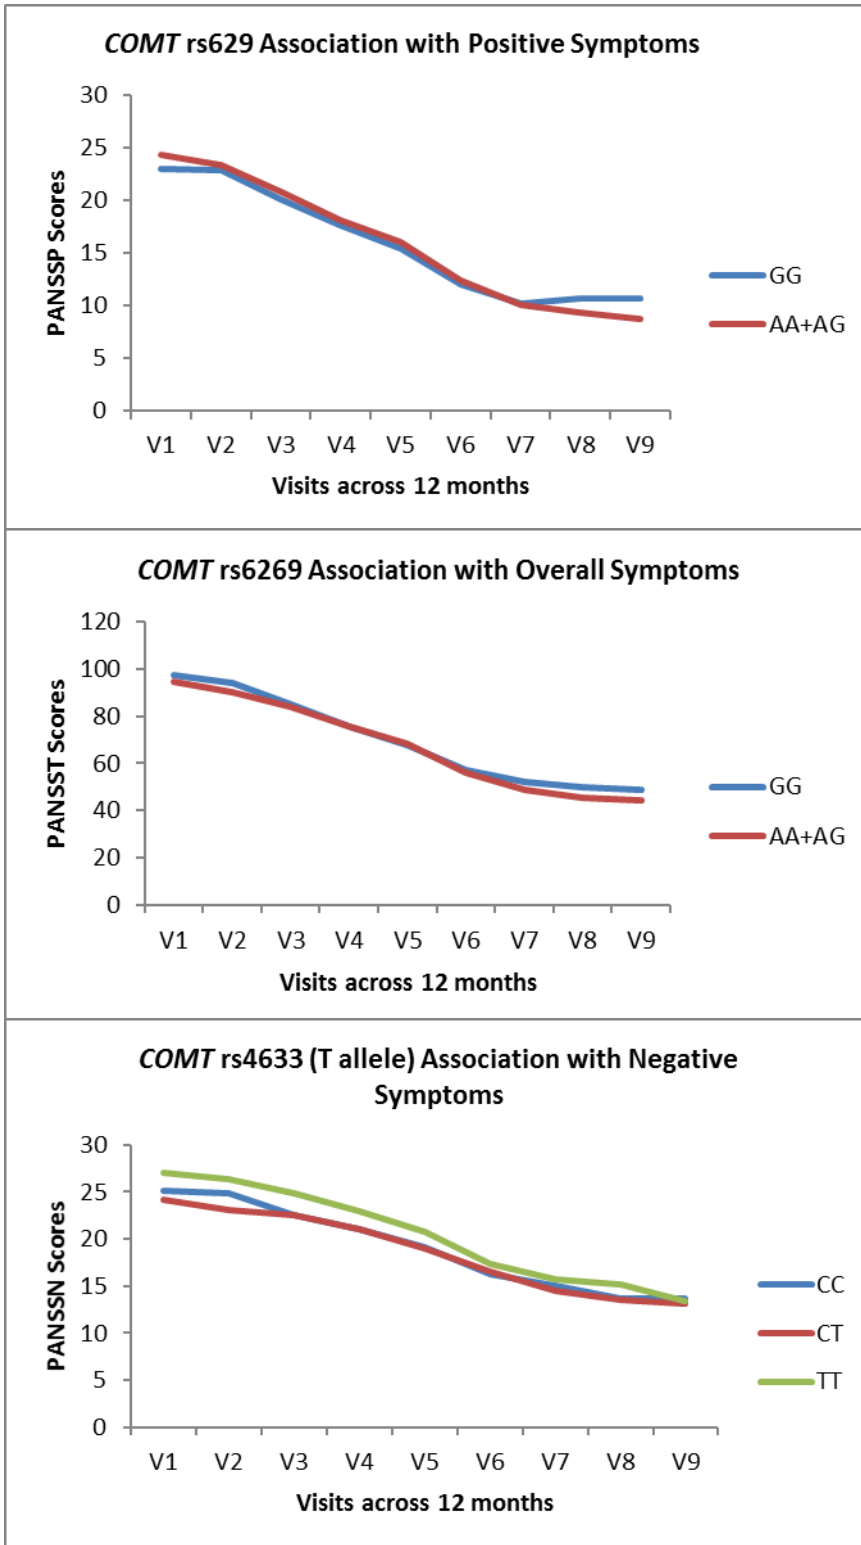 COMT rs629 Association with Positive Symptoms
30
25
20
15
10
5
0
PANSSP Scores
V1 V2 V3 V4 V5 V6 V7 V8 V9
Visits across 12 months
GG
AA+AG
COMT rs6269 Association with Overall Symptoms
120
100
80
60
40
20
0
PANSST Scores
V1 V2 V3 V4 V5 V6 V7 V8 V9
Visits across 12 months
GG
AA+AG
COMT rs4633 (T allele) Association with Negative
Symptoms
30
25
20
15
10
5
0
PANSSN Scores
V1 V2 V3 V4 V5 V6 V7 V8 V9
Visits across 12 months
CC
CT
TT